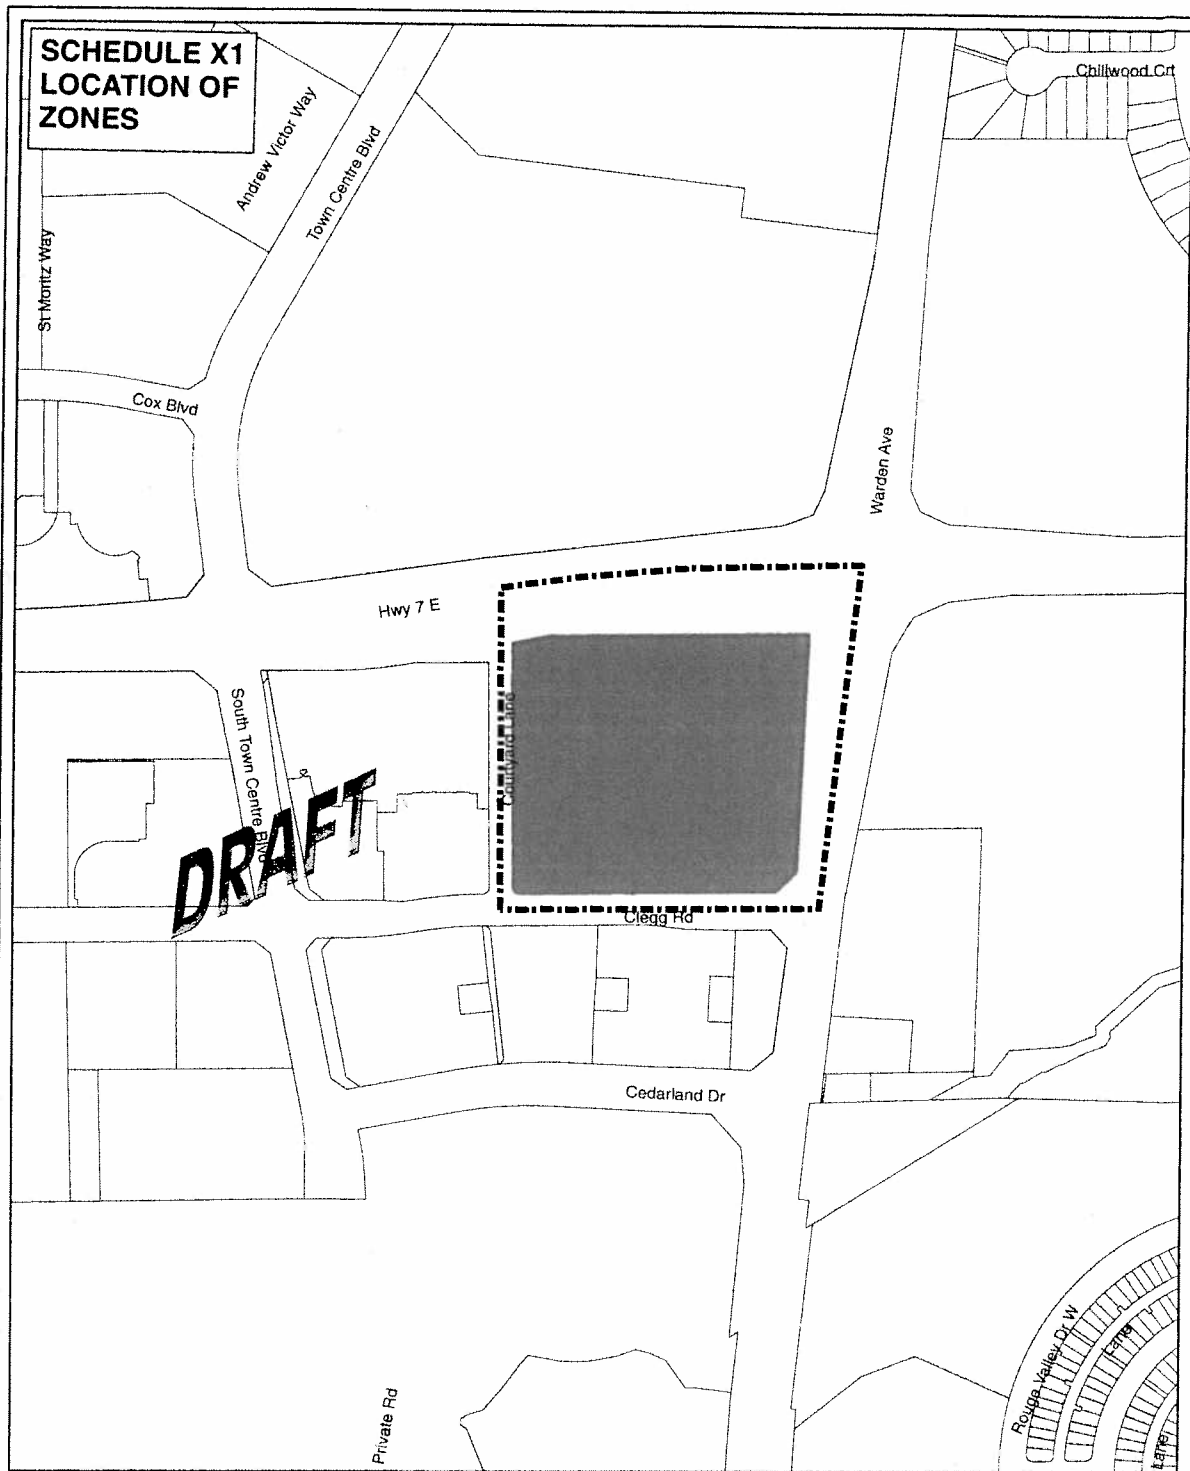 SCHEDULE X1
LOCATION OF
ZONES
Chillwood Crt
Andrew Victor Way
Town Centre Blvd
St Moritz Way
Cox Blvd
Warden Ave
Hwy 7 E
South Town Centre Blvd
Courtyard Lane
DRAFT
Clegg Rd
Cedarland Dr
Rouge Valley Dr W
Lane
Private Rd
Lane